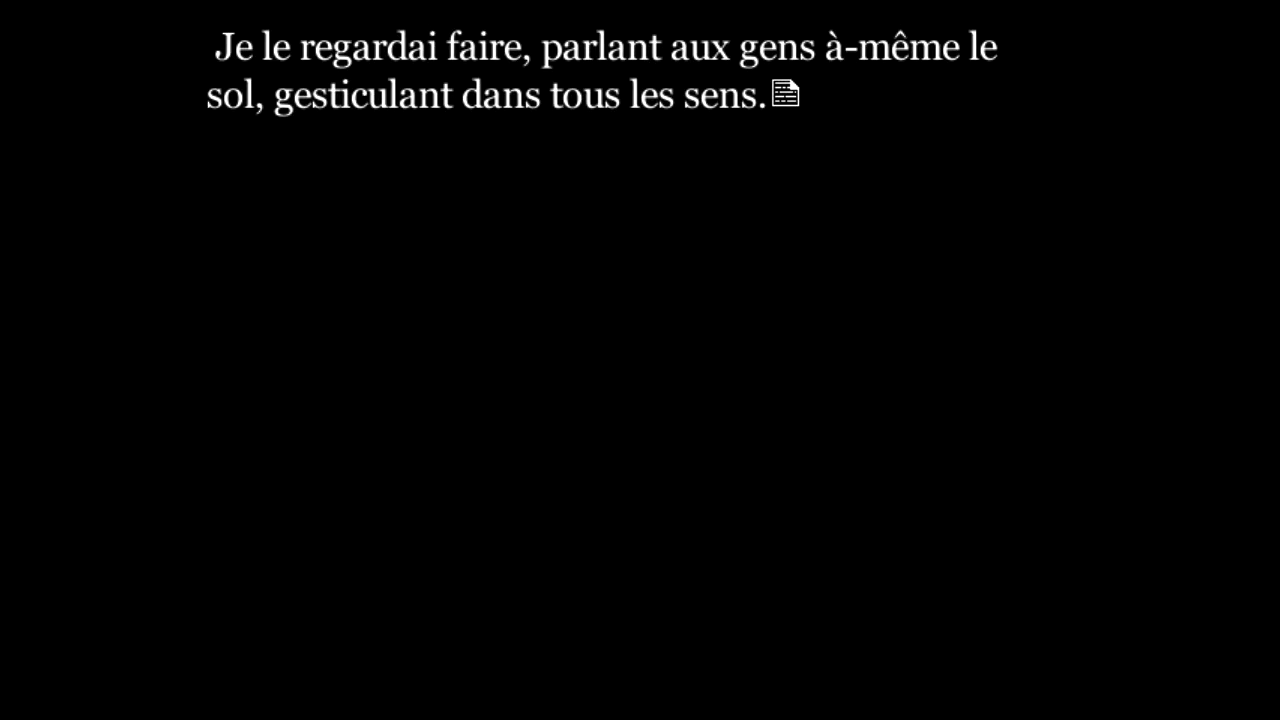 Je le regardai faire, parlant aux gens à-même le
sol, gesticulant dans tous les sens.